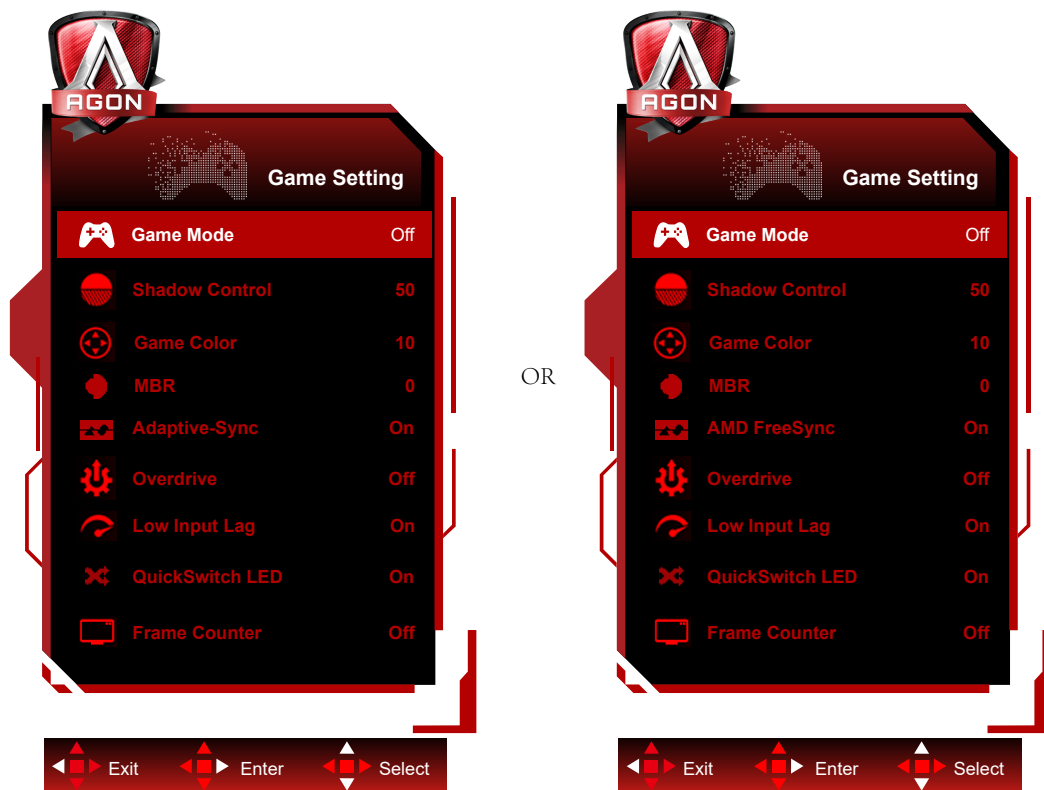 AGON
Game Setting
Game Mode Off
Shadow Control 50
Game Color 10
MBR 0
Adaptive-Sync On
Overdrive Off
Low Input Lag On
QuickSwitch LED On
Frame Counter Off
Exit Enter Select
OR
AGON
Game Setting
Game Mode Off
Shadow Control 50
Game Color 10
MBR 0
AMD FreeSync On
Overdrive Off
Low Input Lag On
QuickSwitch LED On
Frame Counter Off
Exit Enter Select